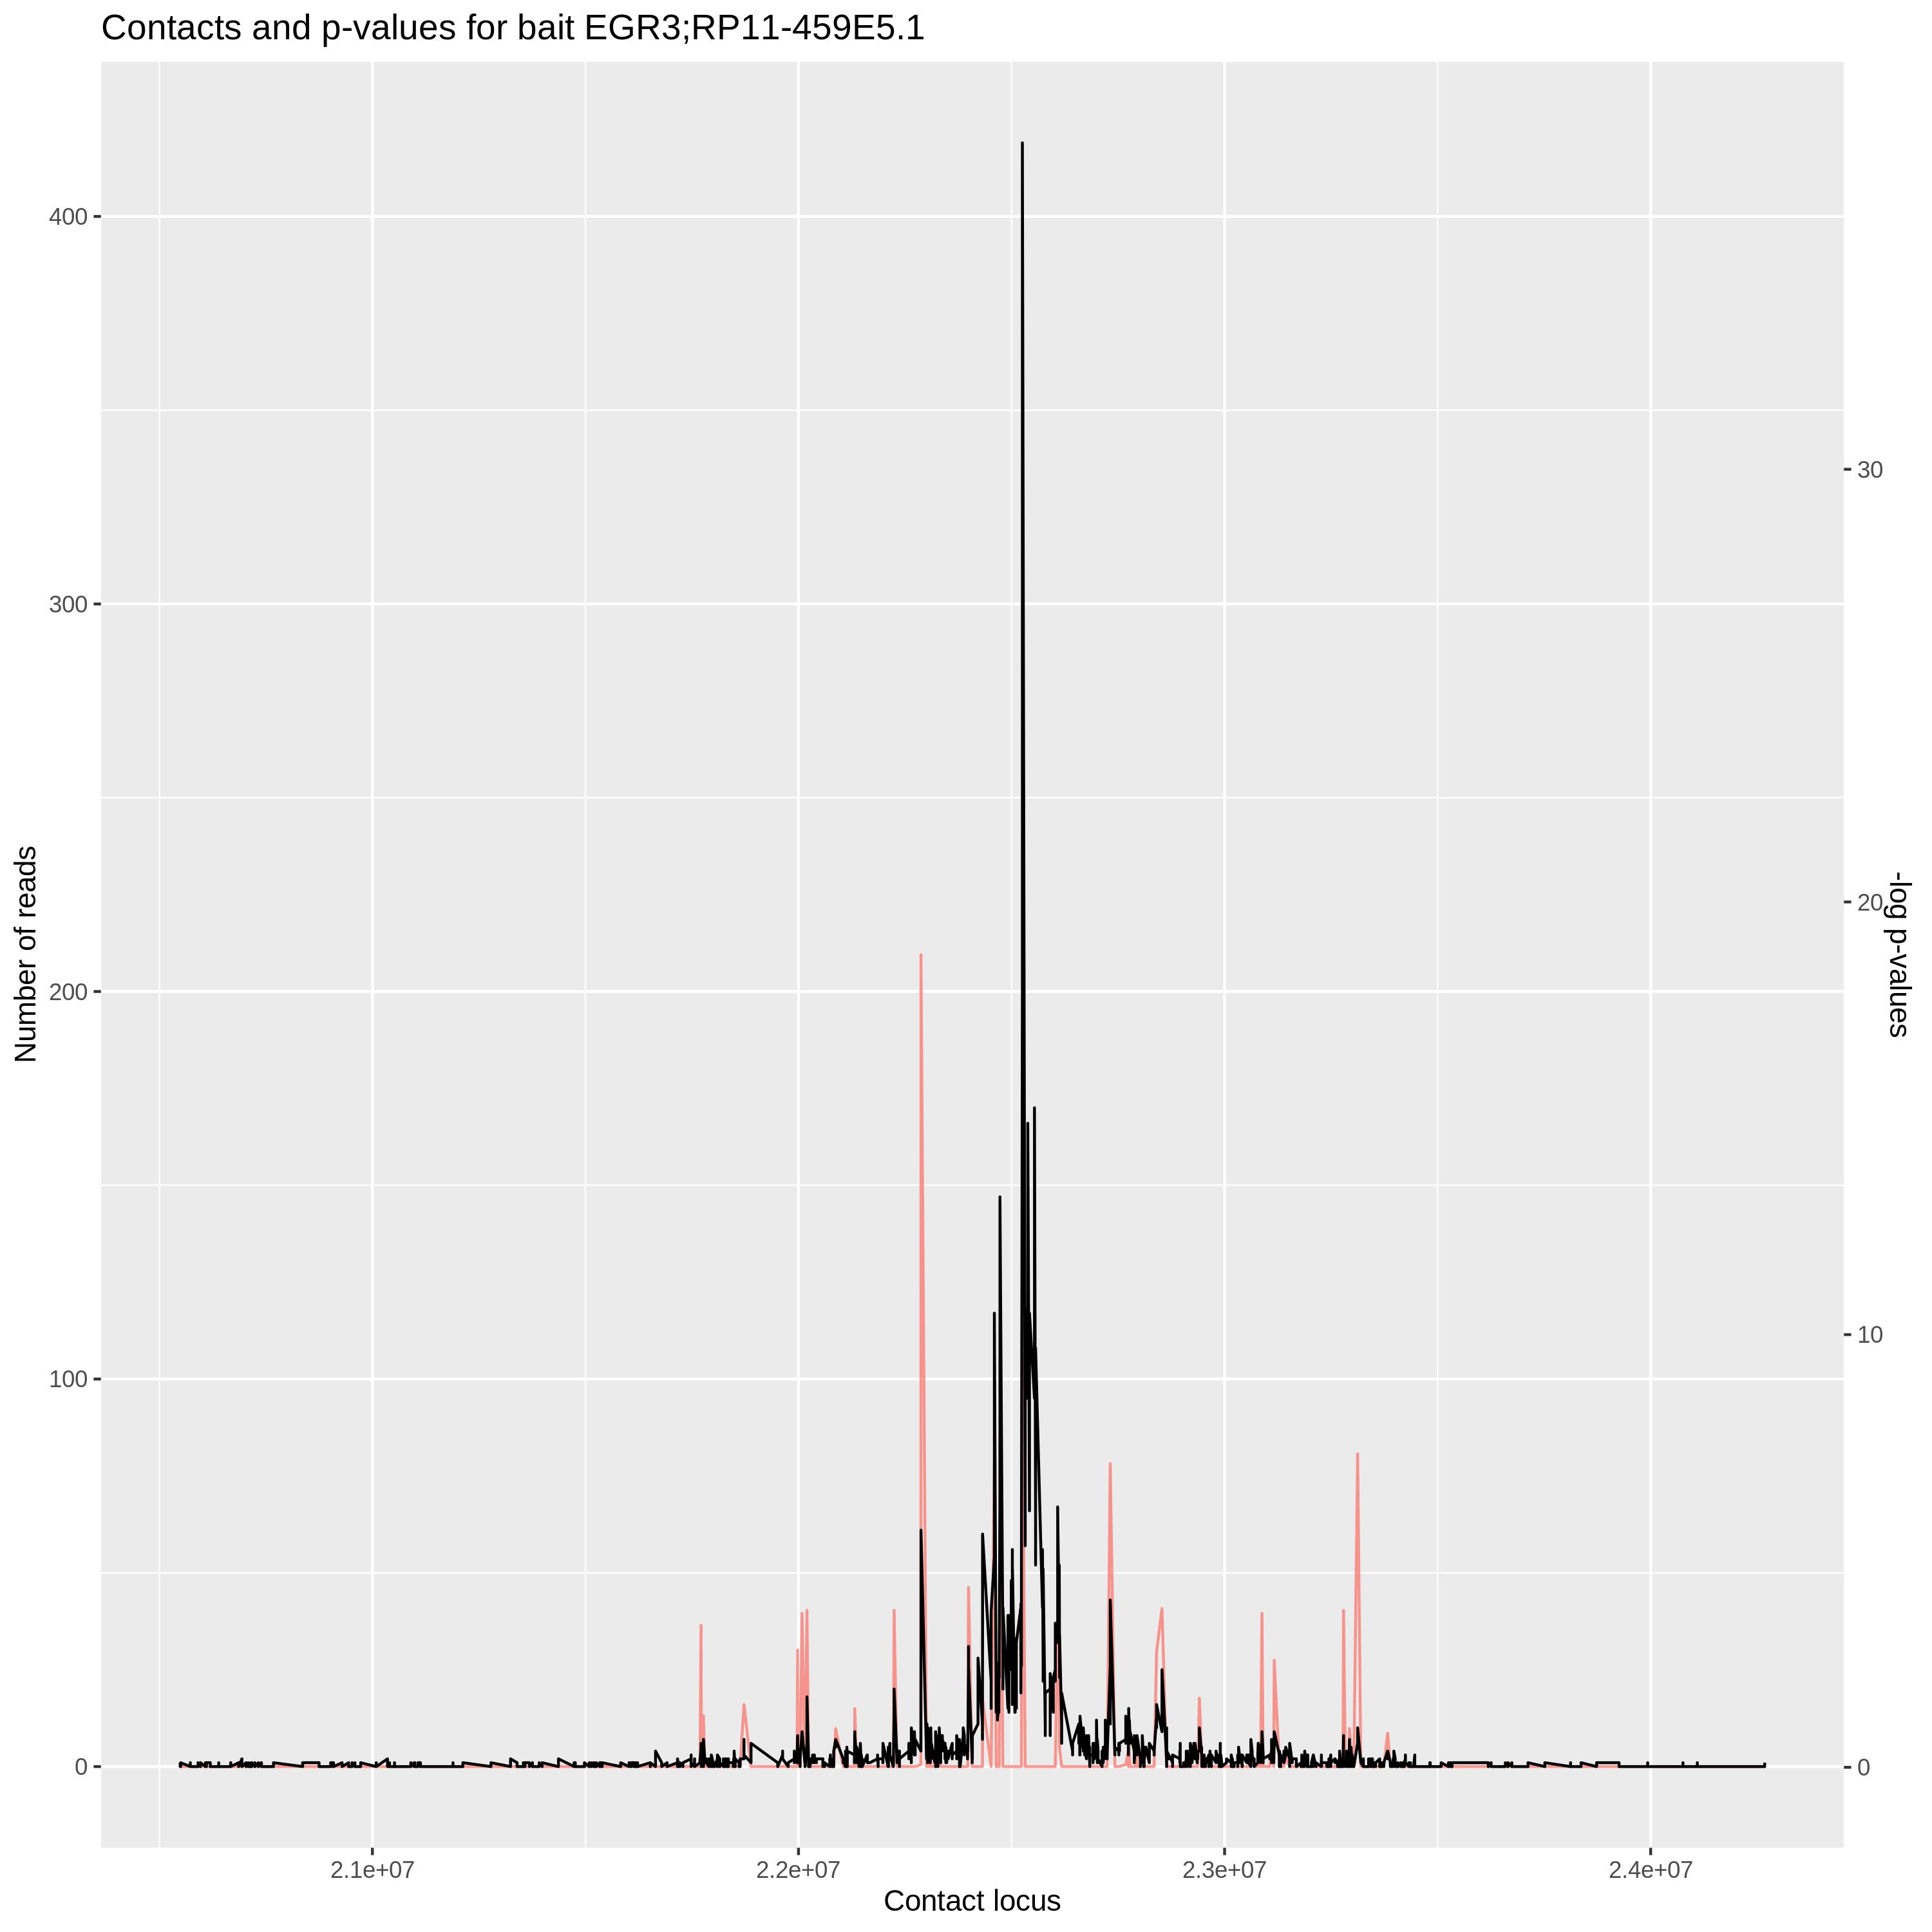 Contacts and p-values for bait EGR3;RP11-459E5.1
400
300
200
100
0
Number of reads
30
20
10
0
-log p-values
2.1e+07
2.2e+07
2.3e+07
2.4e+07
Contact locus